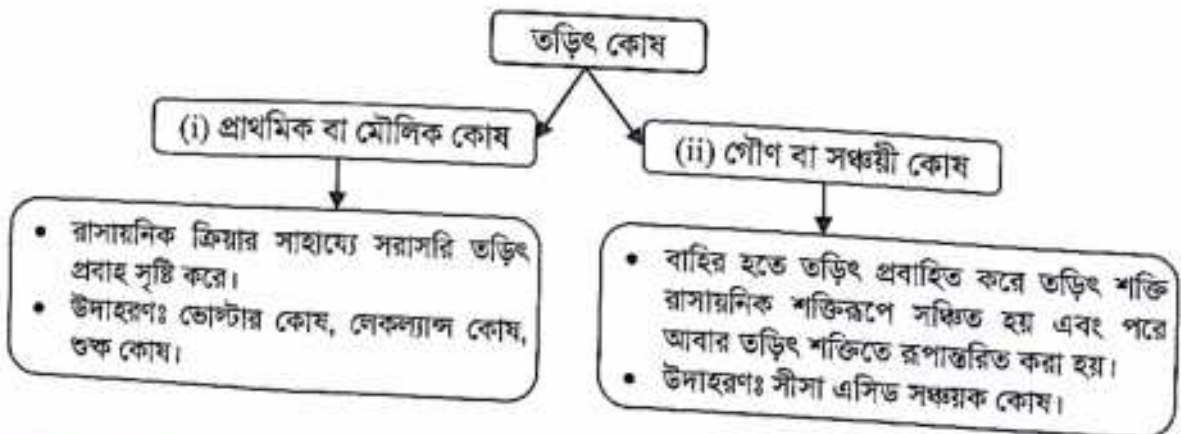 তড়িৎ কোষ
(i) প্রাথমিক বা মৌলিক কোষ
(ii) গৌণ বা সঞ্চয়ী কোষ
• রাসায়নিক ক্রিয়ার সাহায্যে সরাসরি তড়িৎ
প্রবাহ সৃষ্টি করে।
• উদাহরণঃ ভোল্টার কোষ, লেকল্যান্স কোষ,
শুষ্ক কোষ।
• বাহির হতে তড়িৎ প্রবাহিত করে তড়িৎ শক্তি
রাসায়নিক শক্তিরূপে সঞ্চিত হয় এবং পরে
আবার তড়িৎ শক্তিতে রূপান্তরিত করা হয়।
• উদাহরণঃ সীসা এসিড সঞ্চয়ক কোষ।